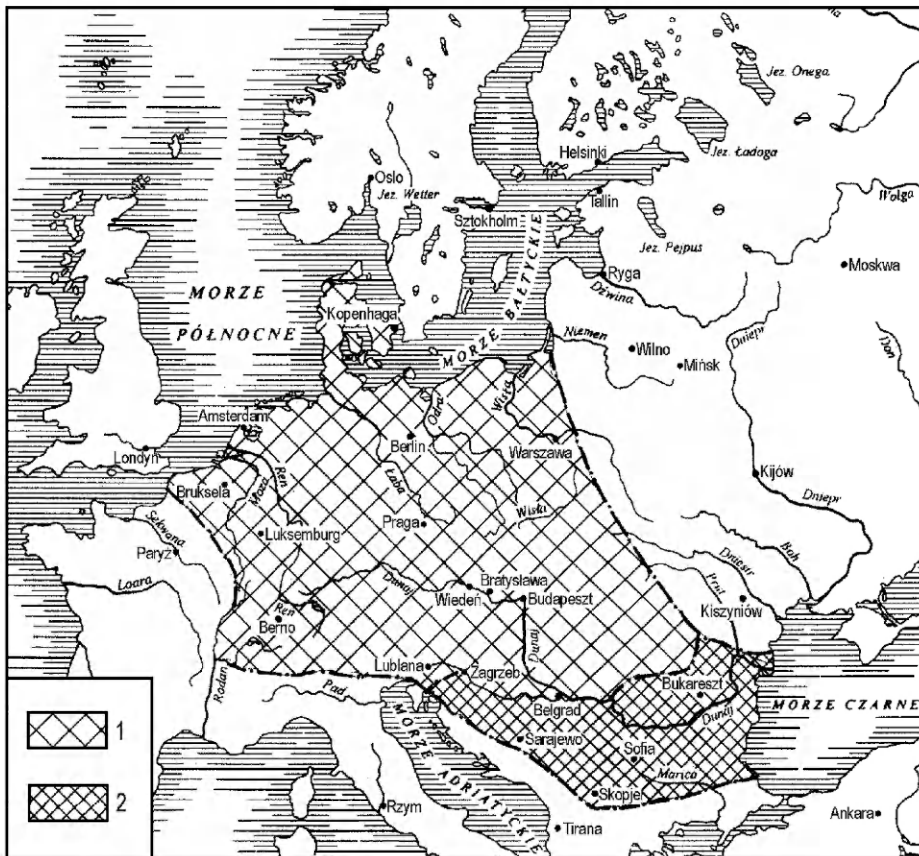 Jez. Onega
Jez. Ładoga
Helsinki
Oslo
Jez. Wetter
Sztokholm
Tallin
Wołga
Jez. Pejpus
Moskwa
Ryga
Dźwina
MORZE
PÓŁNOCNE
Kopenhaga
MORZE BAŁTYCKIE
Niemen
Wilno
Mińsk
Dniepr
Don
Amsterdam
Odra
Wisła
Berlin
Warszawa
Londyn
Ren
Bruksela
Moza
Łaba
Kijów
Dniepr
Luksemburg
Praga
Wisła
Sekwana
Paryż
Boh
Dniestr
Prut
Loara
Dunaj
Bratysława
Wiedeń
Budapeszt
Kiszyniów
Ren
Berno
Dunaj
Lublana
Zagrzeb
Rodan
Pad
Bukareszt
Belgrad
Dunaj
MORZE CZARNE
1
Sarajewo
Sofia
MORZE ADRIATYCKIE
Marica
2
Skopje
Rzym
Tirana
Ankara